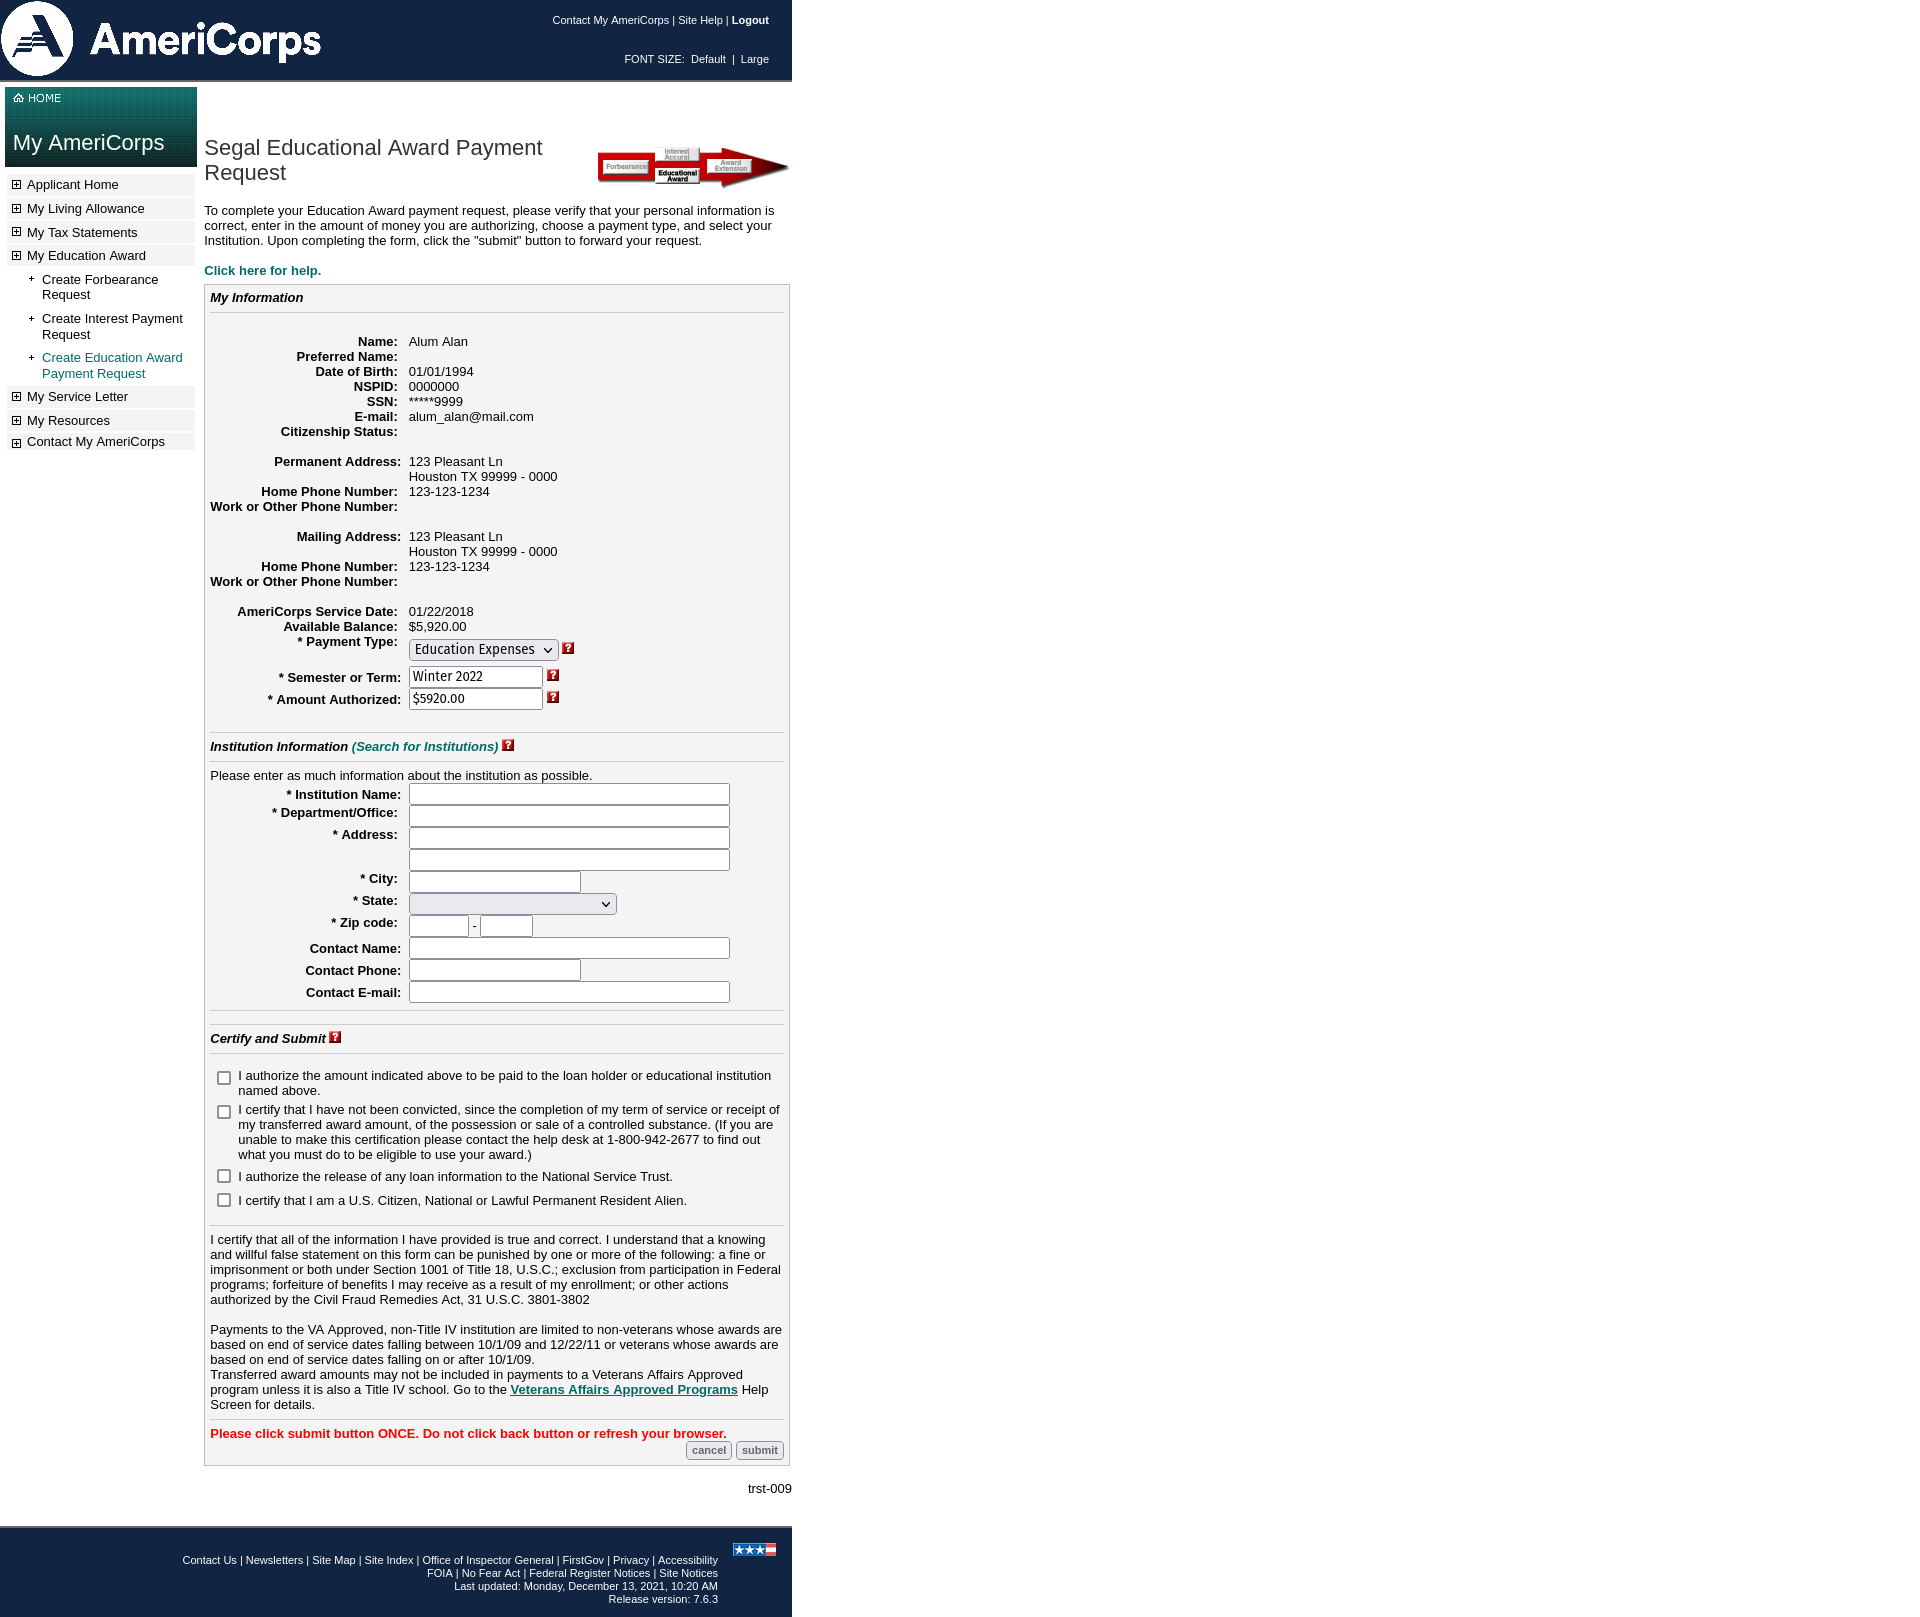 AmeriCorps
Contact My AmeriCorps | Site Help | Logout
FONT SIZE: Default | Large
HOME
My AmeriCorps
Applicant Home
My Living Allowance
My Tax Statements
My Education Award
Create Forbearance
Request
Create Interest Payment
Request
Create Education Award
Payment Request
My Service Letter
My Resources
Contact My AmeriCorps
Segal Educational Award Payment
Request
Forbearance
Interest
Accural
Educational
Award
Award
Extension
To complete your Education Award payment request, please verify that your personal information is
correct, enter in the amount of money you are authorizing, choose a payment type, and select your
Institution. Upon completing the form, click the "submit" button to forward your request.
Click here for help.
My Information
Name: Alum Alan
Preferred Name:
Date of Birth: 01/01/1994
NSPID: 0000000
SSN: *****9999
E-mail: alum_alan@mail.com
Citizenship Status:
Permanent Address: 123 Pleasant Ln
Houston TX 99999 - 0000
Home Phone Number: 123-123-1234
Work or Other Phone Number:
Mailing Address: 123 Pleasant Ln
Houston TX 99999 - 0000
Home Phone Number: 123-123-1234
Work or Other Phone Number:
AmeriCorps Service Date: 01/22/2018
Available Balance: $5,920.00
* Payment Type: Education Expenses ?
* Semester or Term: Winter 2022 ?
* Amount Authorized: $5920.00 ?
Institution Information (Search for Institutions) ?
Please enter as much information about the institution as possible.
* Institution Name:
* Department/Office:
* Address:
* City:
* State:
* Zip code: -
Contact Name:
Contact Phone:
Contact E-mail:
Certify and Submit ?
I authorize the amount indicated above to be paid to the loan holder or educational institution
named above.
I certify that I have not been convicted, since the completion of my term of service or receipt of
my transferred award amount, of the possession or sale of a controlled substance. (If you are
unable to make this certification please contact the help desk at 1-800-942-2677 to find out
what you must do to be eligible to use your award.)
I authorize the release of any loan information to the National Service Trust.
I certify that I am a U.S. Citizen, National or Lawful Permanent Resident Alien.
I certify that all of the information I have provided is true and correct. I understand that a knowing
and willful false statement on this form can be punished by one or more of the following: a fine or
imprisonment or both under Section 1001 of Title 18, U.S.C.; exclusion from participation in Federal
programs; forfeiture of benefits I may receive as a result of my enrollment; or other actions
authorized by the Civil Fraud Remedies Act, 31 U.S.C. 3801-3802
Payments to the VA Approved, non-Title IV institution are limited to non-veterans whose awards are
based on end of service dates falling between 10/1/09 and 12/22/11 or veterans whose awards are
based on end of service dates falling on or after 10/1/09.
Transferred award amounts may not be included in payments to a Veterans Affairs Approved
program unless it is also a Title IV school. Go to the Veterans Affairs Approved Programs Help
Screen for details.
Please click submit button ONCE. Do not click back button or refresh your browser.
cancel submit
trst-009
Contact Us | Newsletters | Site Map | Site Index | Office of Inspector General | FirstGov | Privacy | Accessibility
FOIA | No Fear Act | Federal Register Notices | Site Notices
Last updated: Monday, December 13, 2021, 10:20 AM
Release version: 7.6.3